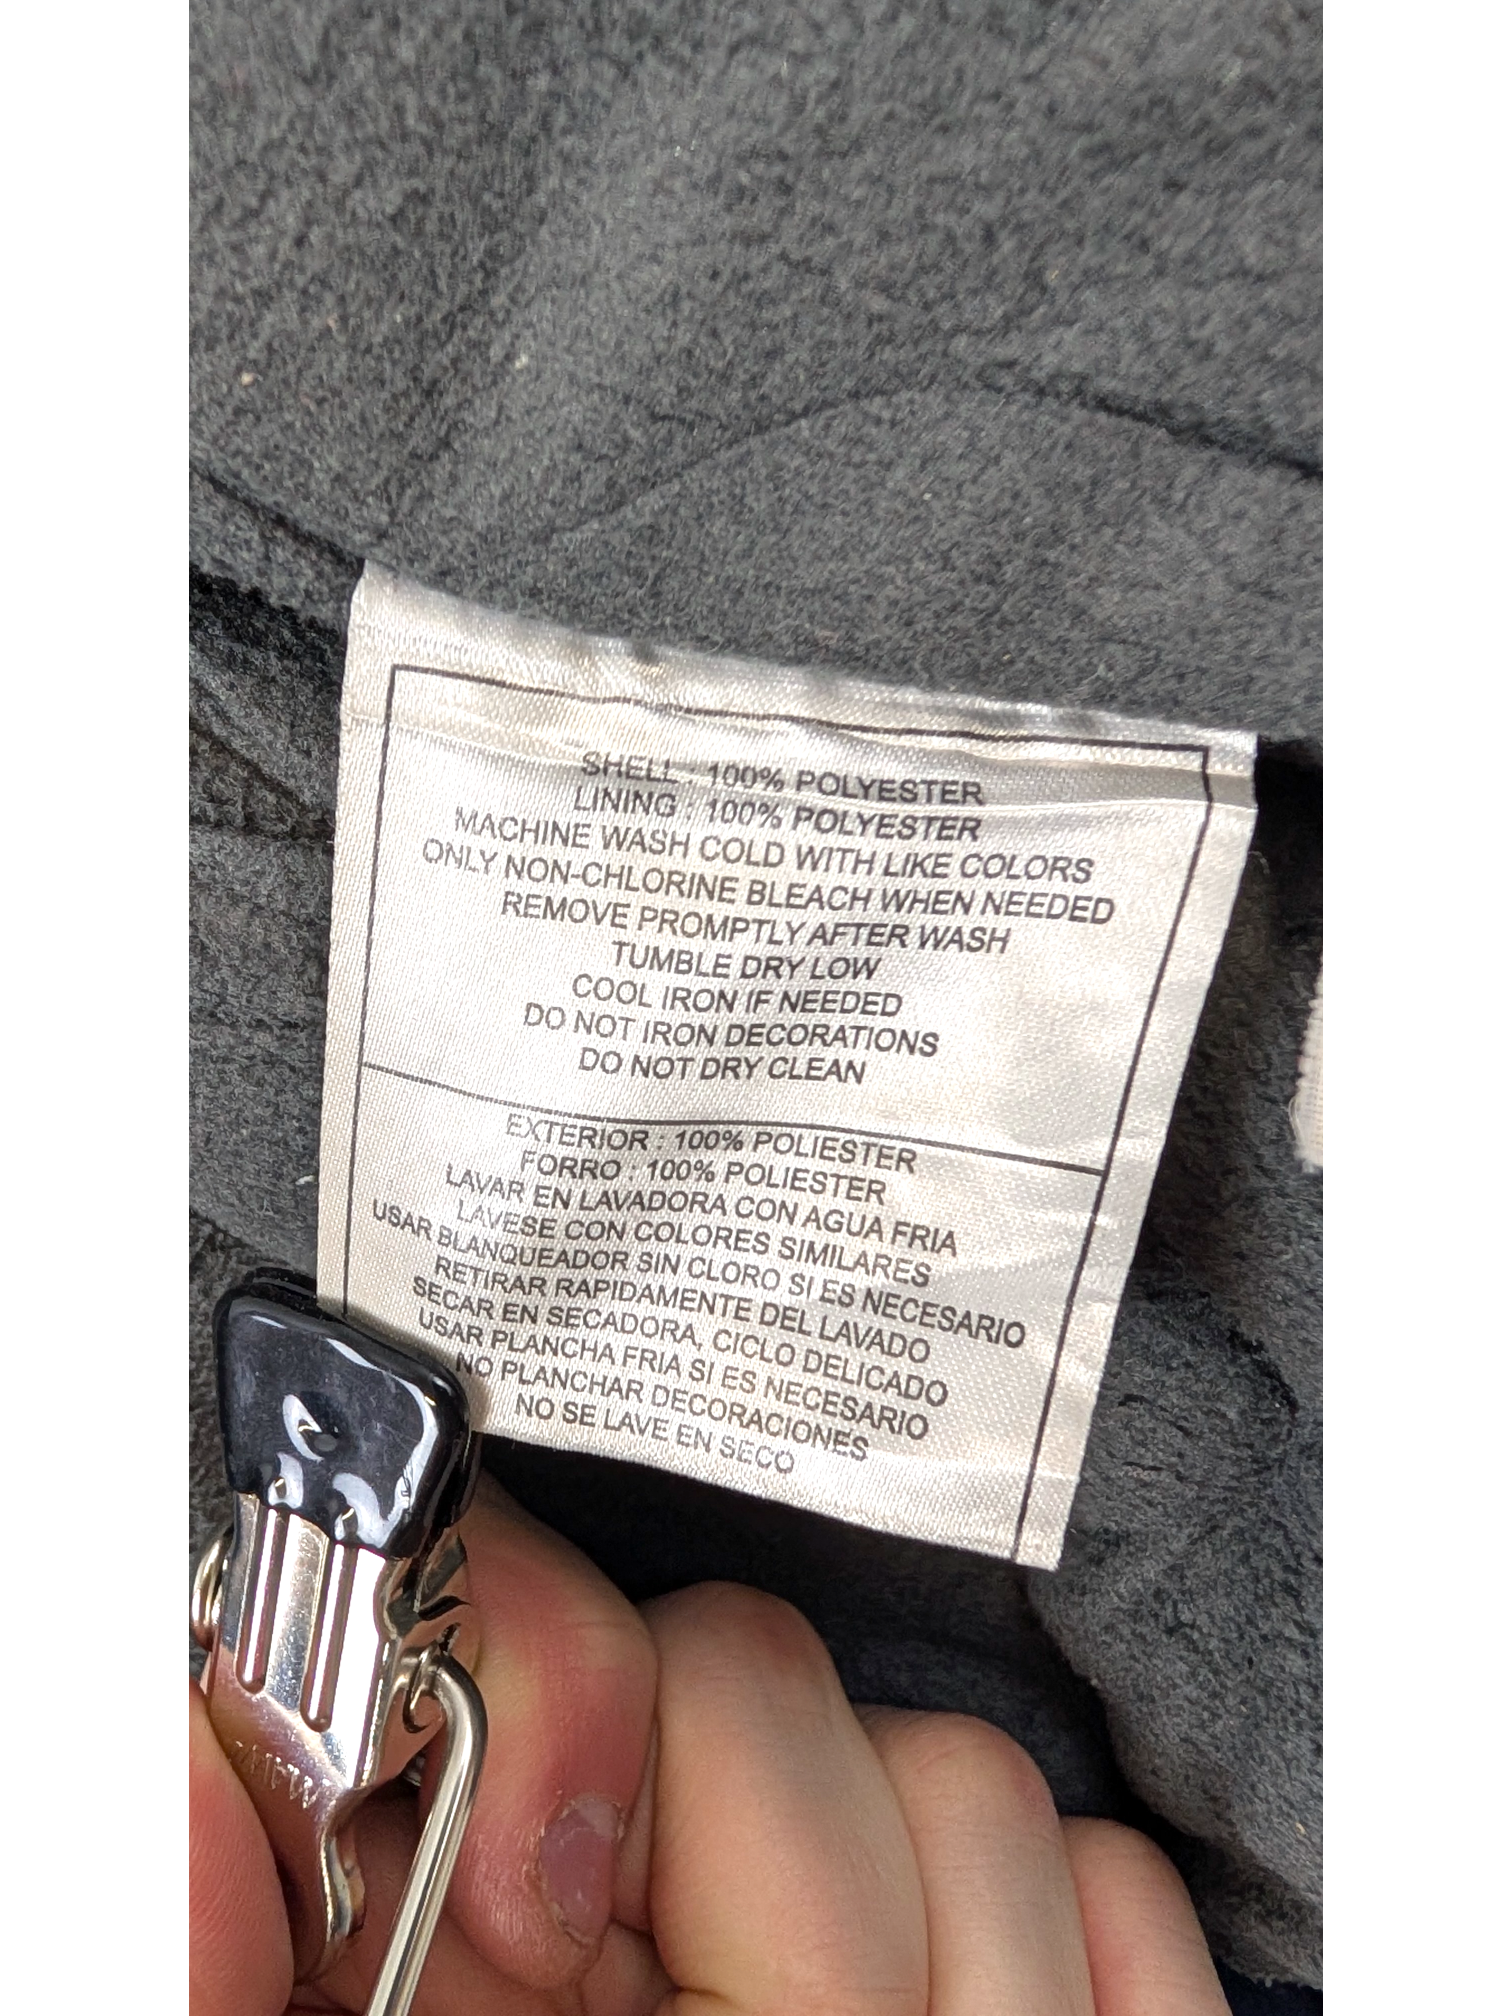 SHELL : 100% POLYESTER
LINING : 100% POLYESTER
MACHINE WASH COLD WITH LIKE COLORS
ONLY NON-CHLORINE BLEACH WHEN NEEDED
REMOVE PROMPTLY AFTER WASH
TUMBLE DRY LOW
COOL IRON IF NEEDED
DO NOT IRON DECORATIONS
DO NOT DRY CLEAN
EXTERIOR : 100% POLIESTER
FORRO : 100% POLIESTER
LAVAR EN LAVADORA CON AGUA FRIA
LAVESE CON COLORES SIMILARES
USAR BLANQUEADOR SIN CLORO SI ES NECESARIO
RETIRAR RAPIDAMENTE DEL LAVADO
SECAR EN SECADORA, CICLO DELICADO
USAR PLANCHA FRIA SI ES NECESARIO
NO PLANCHAR DECORACIONES
NO SE LAVE EN SECO